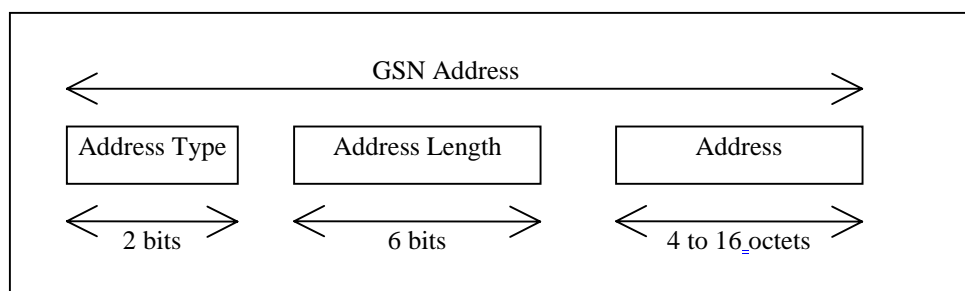 GSN Address
Address Type Address Length Address
2 bits 6 bits 4 to 16 octets